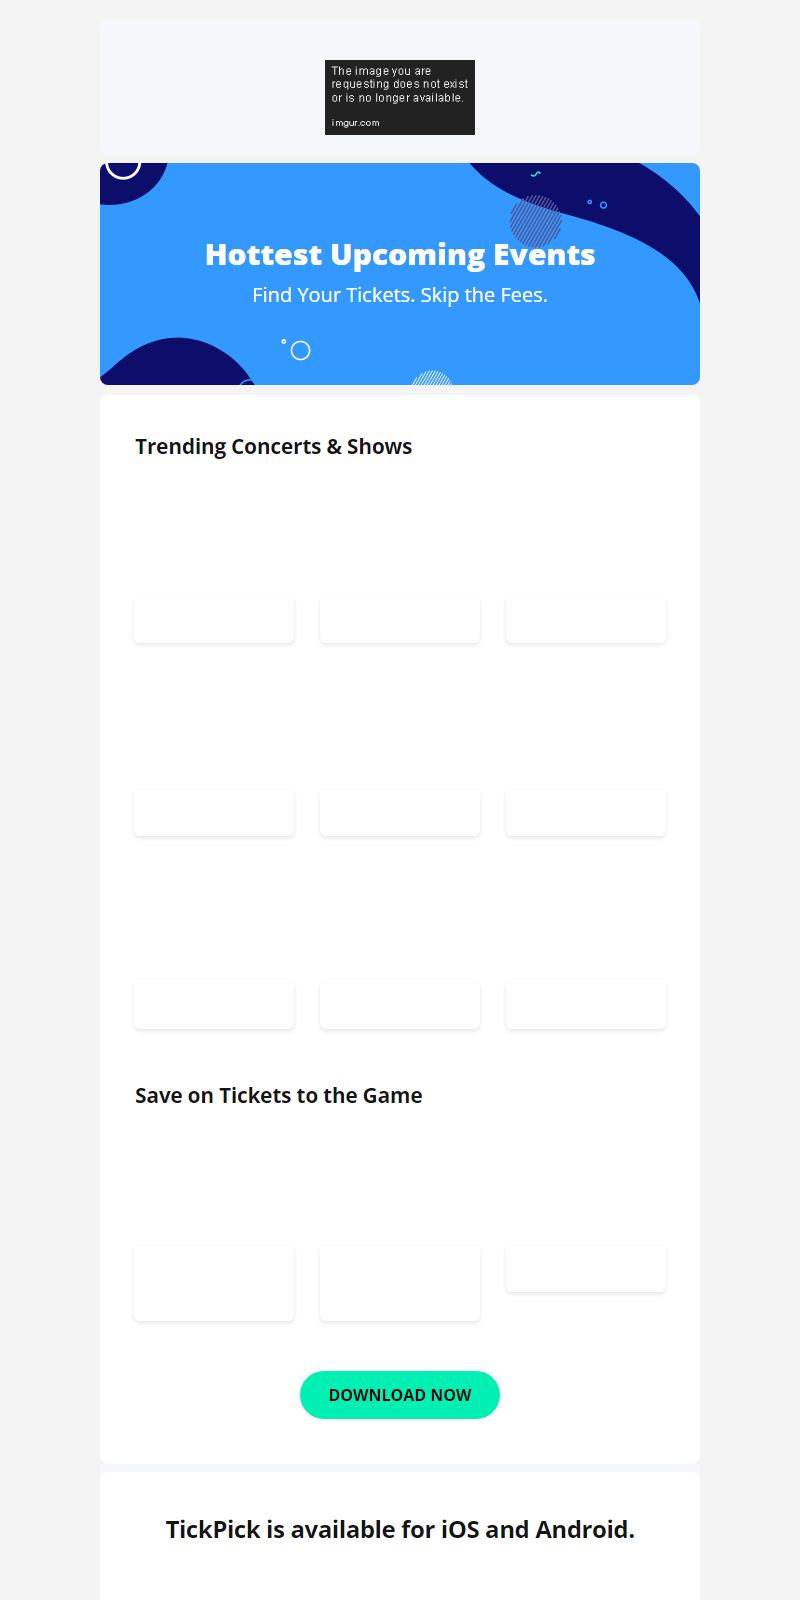 The image you are
requesting does not exist
or is no longer available.
imgur.com
Hottest Upcoming Events
Find Your Tickets. Skip the Fees.
Trending Concerts & Shows
Save on Tickets to the Game
DOWNLOAD NOW
TickPick is available for iOS and Android.